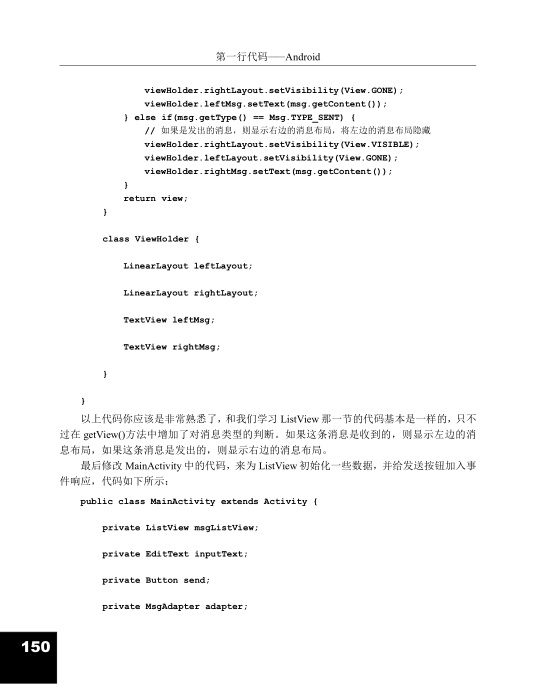 第一行代码——Android
viewHolder.rightLayout.setVisibility(View.GONE);
viewHolder.leftMsg.setText(msg.getContent());
} else if(msg.getType() == Msg.TYPE_SENT) {
// 如果是发出的消息，则显示右边的消息布局，将左边的消息布局隐藏
viewHolder.rightLayout.setVisibility(View.VISIBLE);
viewHolder.leftLayout.setVisibility(View.GONE);
viewHolder.rightMsg.setText(msg.getContent());
}
return view;
}
class ViewHolder {
LinearLayout leftLayout;
LinearLayout rightLayout;
TextView leftMsg;
TextView rightMsg;
}
}
以上代码你应该是非常熟悉了，和我们学习 ListView 那一节的代码基本是一样的，只不
过在 getView()方法中增加了对消息类型的判断。如果这条消息是收到的，则显示左边的消
息布局，如果这条消息是发出的，则显示右边的消息布局。
最后修改 MainActivity 中的代码，来为 ListView 初始化一些数据，并给发送按钮加入事
件响应，代码如下所示：
public class MainActivity extends Activity {
private ListView msgListView;
private EditText inputText;
private Button send;
private MsgAdapter adapter;
150